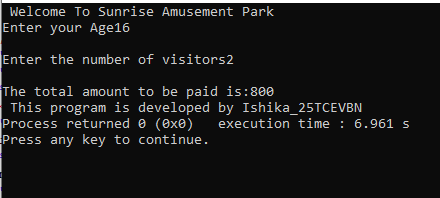 Welcome To Sunrise Amusement Park
Enter your Age16
Enter the number of visitors2
The total amount to be paid is:800
This program is developed by Ishika_25TCEVBN
Process returned 0 (0x0)   execution time : 6.961 s
Press any key to continue.